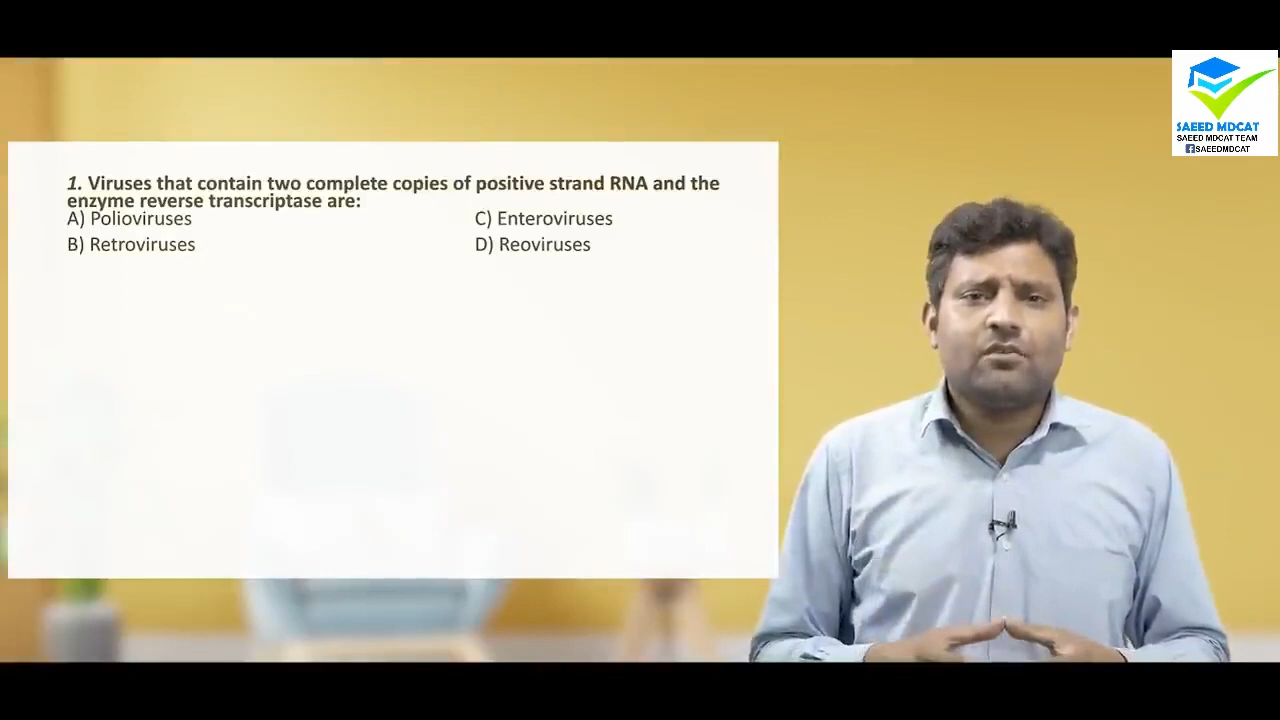 SAEED MDCAT
SAEED MDCAT TEAM
SAEEDMDCAT
1. Viruses that contain two complete copies of positive strand RNA and the
enzyme reverse transcriptase are:
A) Polioviruses
C) Enteroviruses
B) Retroviruses
D) Reoviruses